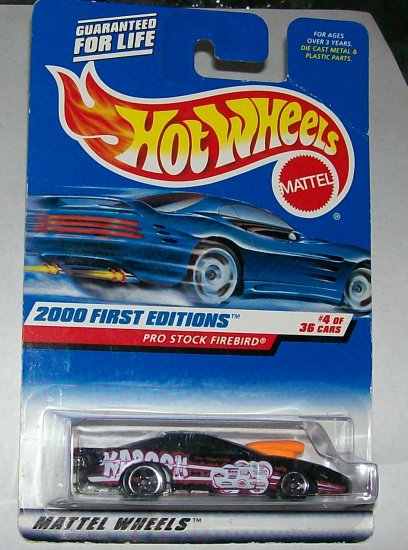 GUARANTEED
FOR LIFE
FOR AGES
OVER 3 YEARS.
DIE CAST METAL &
PLASTIC PARTS.
HOT WHEELS
MATTEL
®
2000 FIRST EDITIONS™
#4 OF
36 CARS
PRO STOCK FIREBIRD®
KABOOM
MATTEL WHEELS™